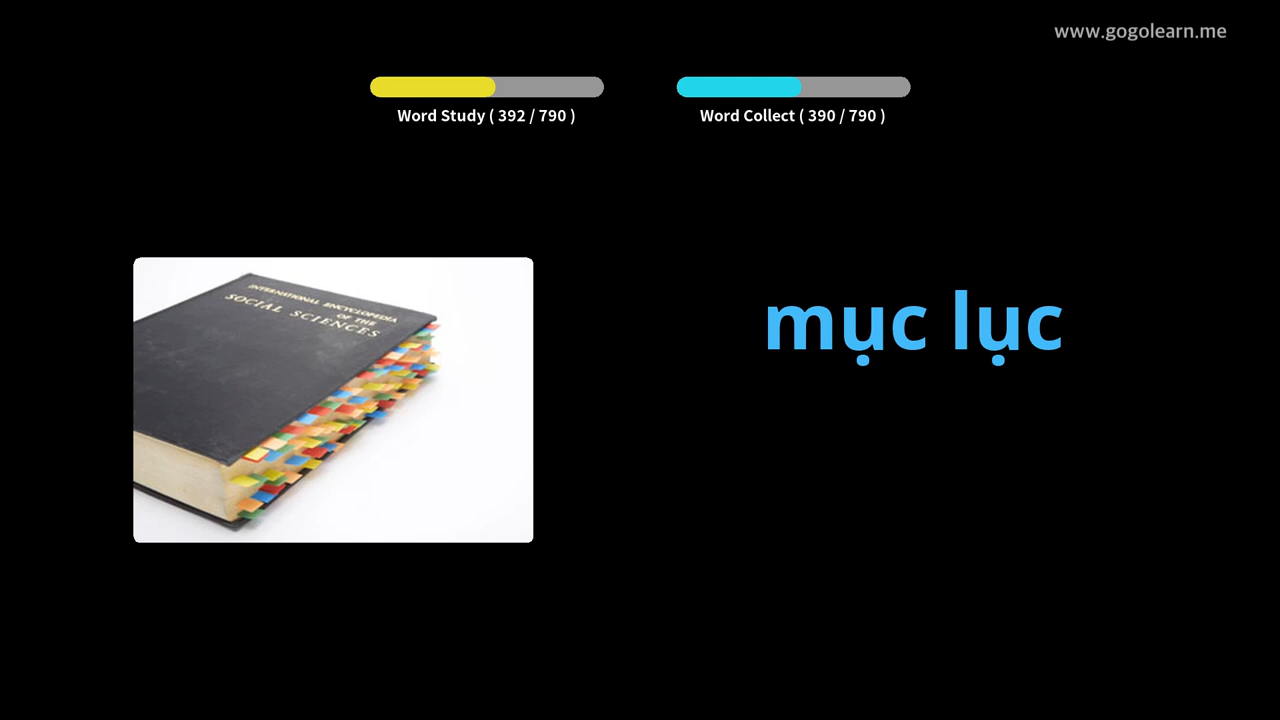 www.gogolearn.me
Word Study ( 392 / 790 )
Word Collect ( 390 / 790 )
INTERNATIONAL ENCYCLOPEDIA
OF THE
SOCIAL SCIENCES
mục lục